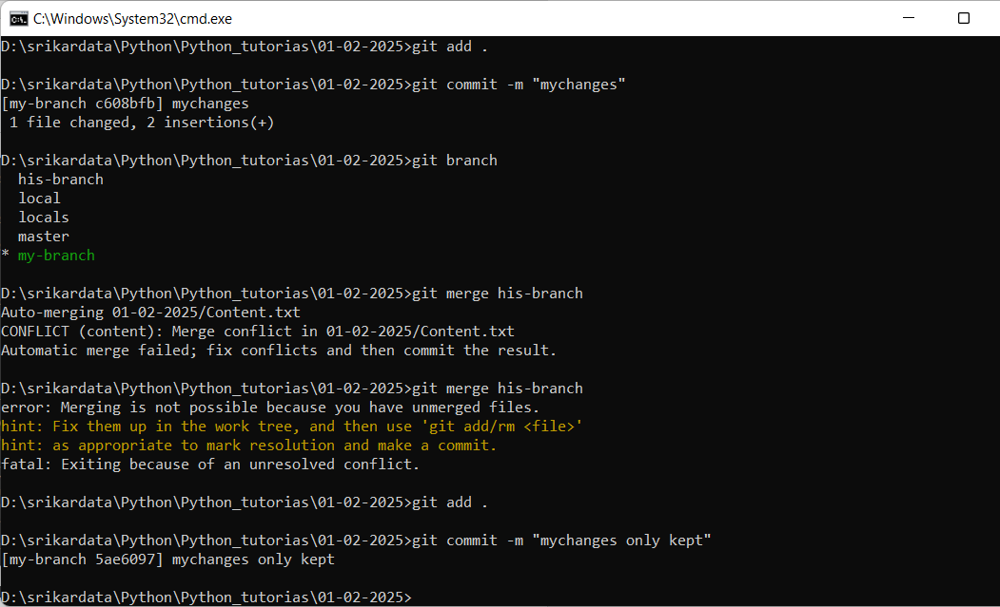 C:\Windows\System32\cmd.exe
D:\srikardata\Python\Python_tutorias\01-02-2025>git add .
D:\srikardata\Python\Python_tutorias\01-02-2025>git commit -m "mychanges"
[my-branch c608bfb] mychanges
 1 file changed, 2 insertions(+)
D:\srikardata\Python\Python_tutorias\01-02-2025>git branch
  his-branch
  local
  locals
  master
* my-branch
D:\srikardata\Python\Python_tutorias\01-02-2025>git merge his-branch
Auto-merging 01-02-2025/Content.txt
CONFLICT (content): Merge conflict in 01-02-2025/Content.txt
Automatic merge failed; fix conflicts and then commit the result.
D:\srikardata\Python\Python_tutorias\01-02-2025>git merge his-branch
error: Merging is not possible because you have unmerged files.
hint: Fix them up in the work tree, and then use 'git add/rm <file>'
hint: as appropriate to mark resolution and make a commit.
fatal: Exiting because of an unresolved conflict.
D:\srikardata\Python\Python_tutorias\01-02-2025>git add .
D:\srikardata\Python\Python_tutorias\01-02-2025>git commit -m "mychanges only kept"
[my-branch 5ae6097] mychanges only kept
D:\srikardata\Python\Python_tutorias\01-02-2025>